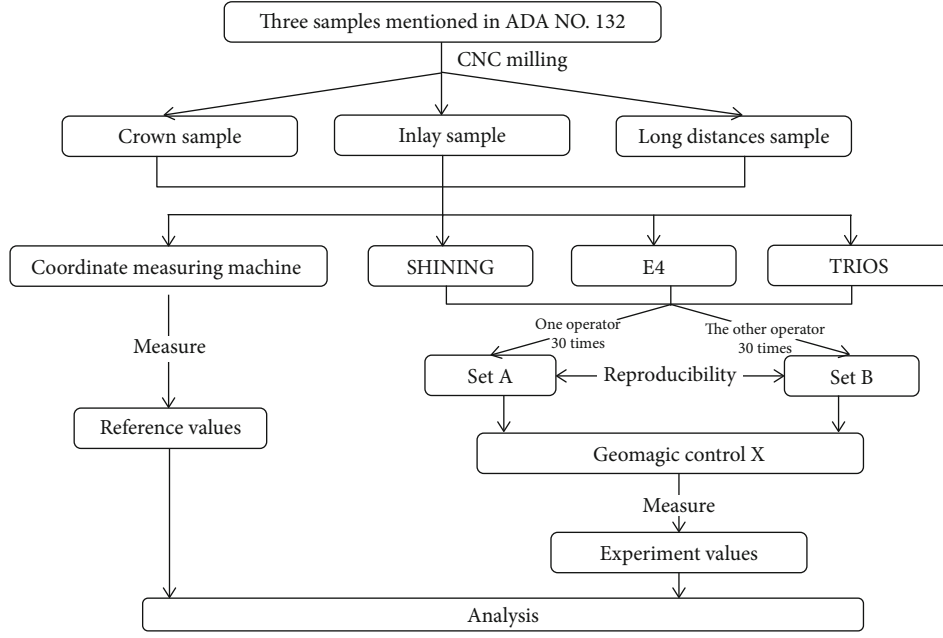 Three samples mentioned in ADA NO. 132
CNC milling
Crown sample
Inlay sample
Long distances sample
Coordinate measuring machine
SHINING
E4
TRIOS
One operator
30 times
The other operator
30 times
Measure
Set A
Reproducibility
Set B
Reference values
Geomagic control X
Measure
Experiment values
Analysis